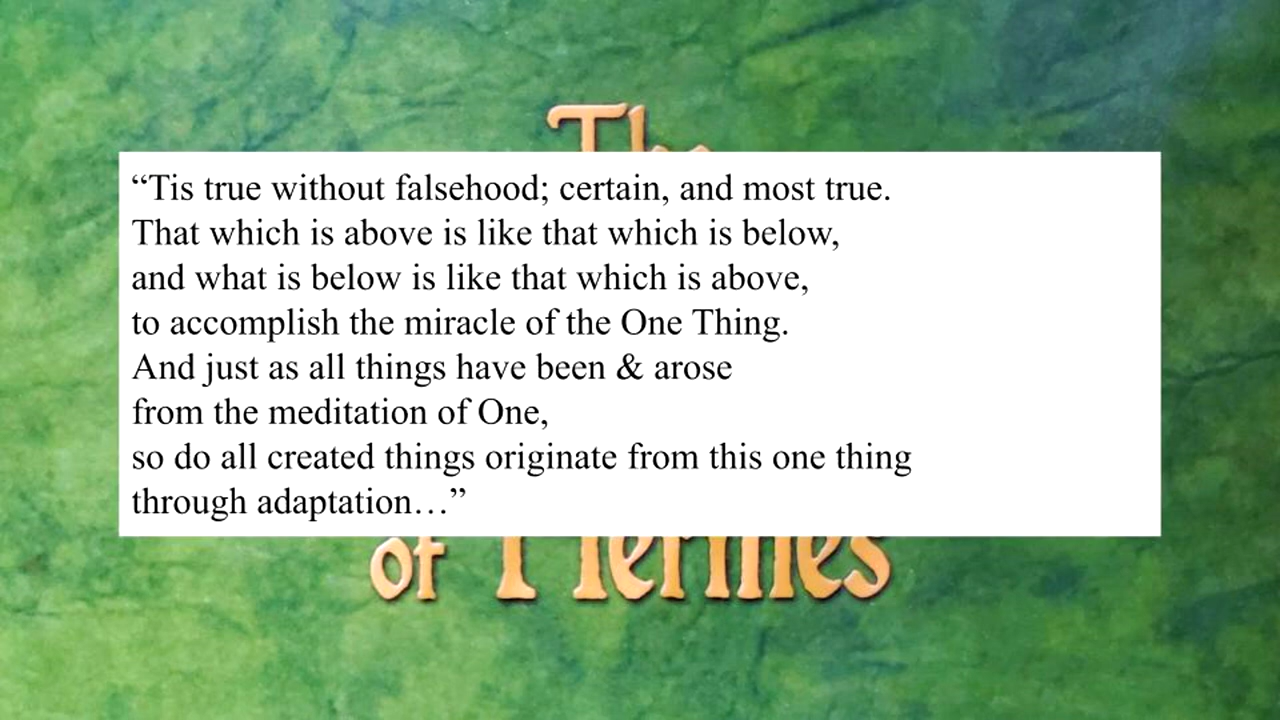 The
“Tis true without falsehood; certain, and most true.
That which is above is like that which is below,
and what is below is like that which is above,
to accomplish the miracle of the One Thing.
And just as all things have been & arose
from the meditation of One,
so do all created things originate from this one thing
through adaptation…”
of Hermes